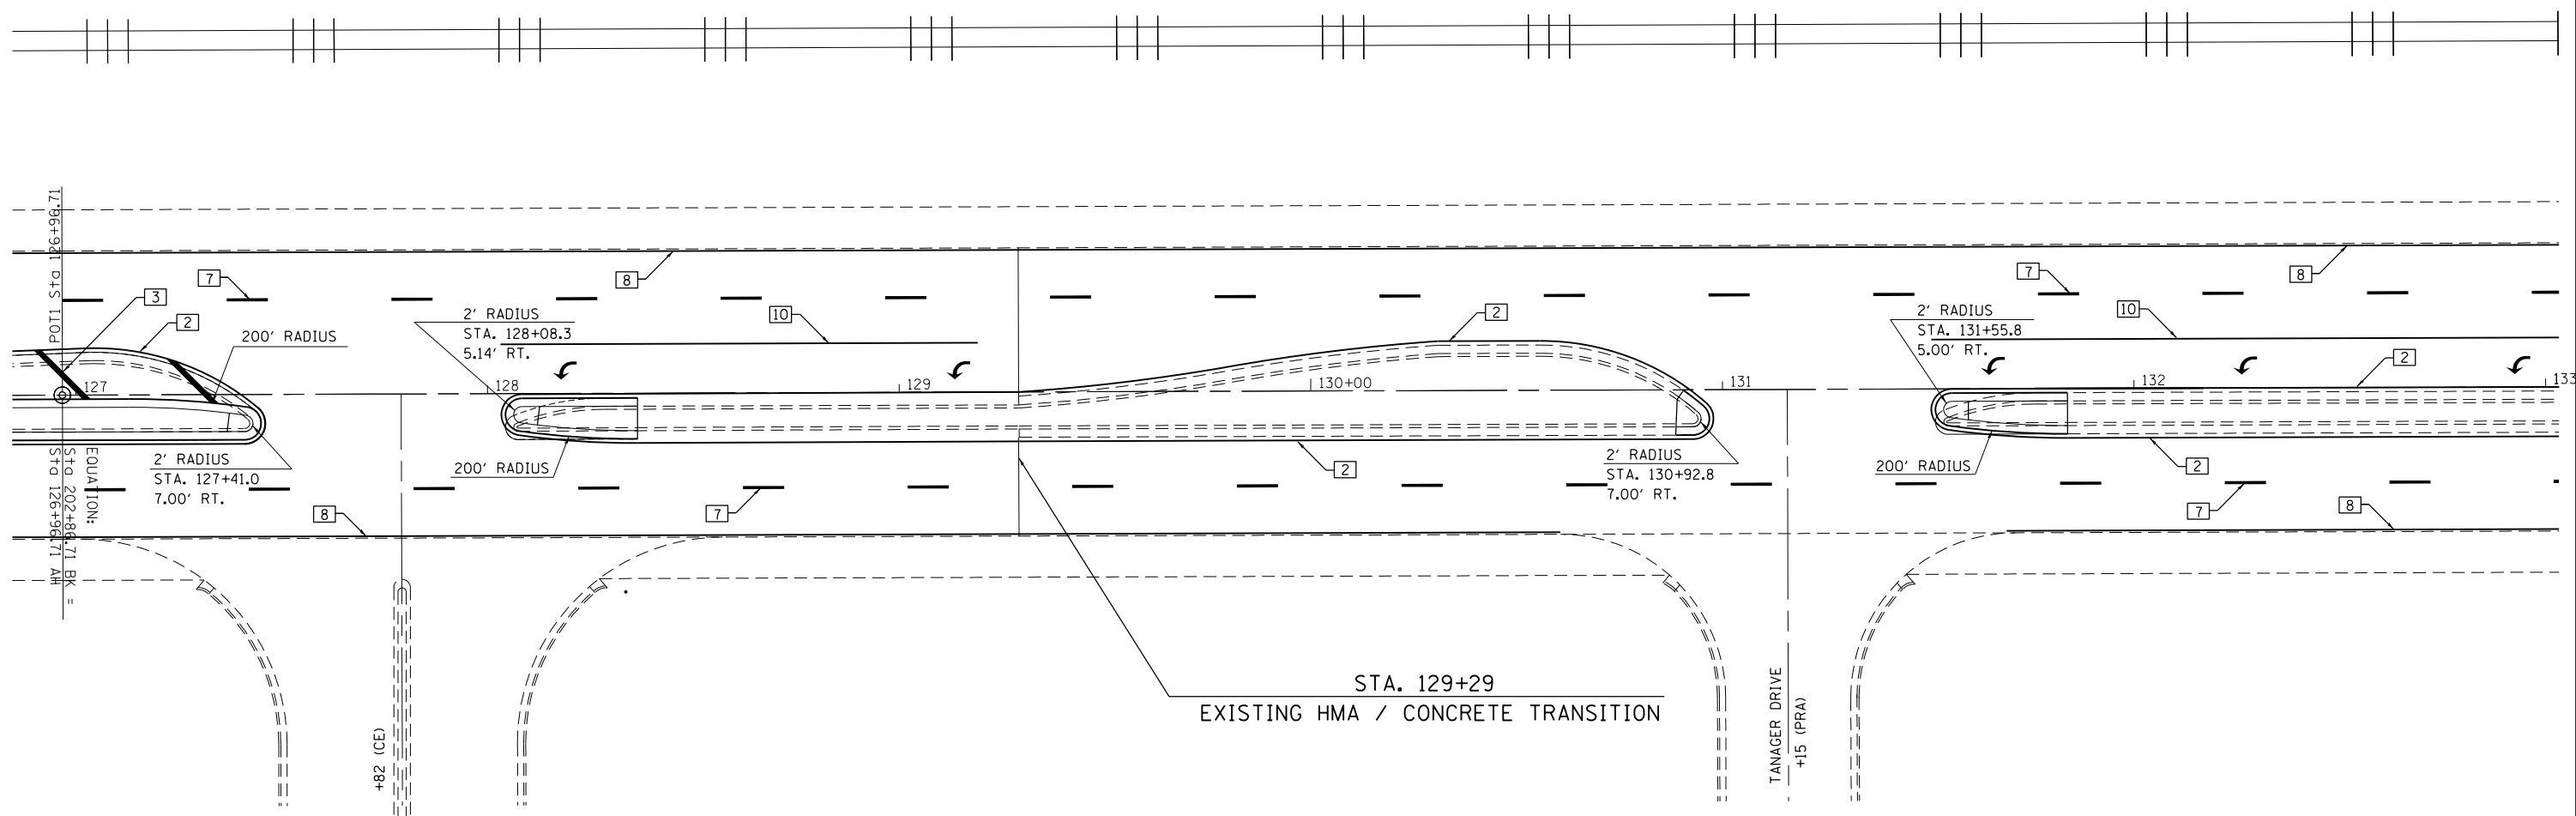 POT1 Sta 126+96.71
EQUATION:
Sta 202+86.71 BK =
Sta 126+96.71 AH
3
2
7
200' RADIUS
127
2' RADIUS
STA. 127+41.0
7.00' RT.
8
8
+82 (CE)
2' RADIUS
STA. 128+08.3
5.14' RT.
128
200' RADIUS
10
7
129
2
130+00
2
STA. 129+29
EXISTING HMA / CONCRETE TRANSITION
2' RADIUS
STA. 130+92.8
7.00' RT.
131
TANAGER DRIVE
+15 (PRA)
2' RADIUS
STA. 131+55.8
5.00' RT.
200' RADIUS
7
10
8
132
2
2
7
8
133